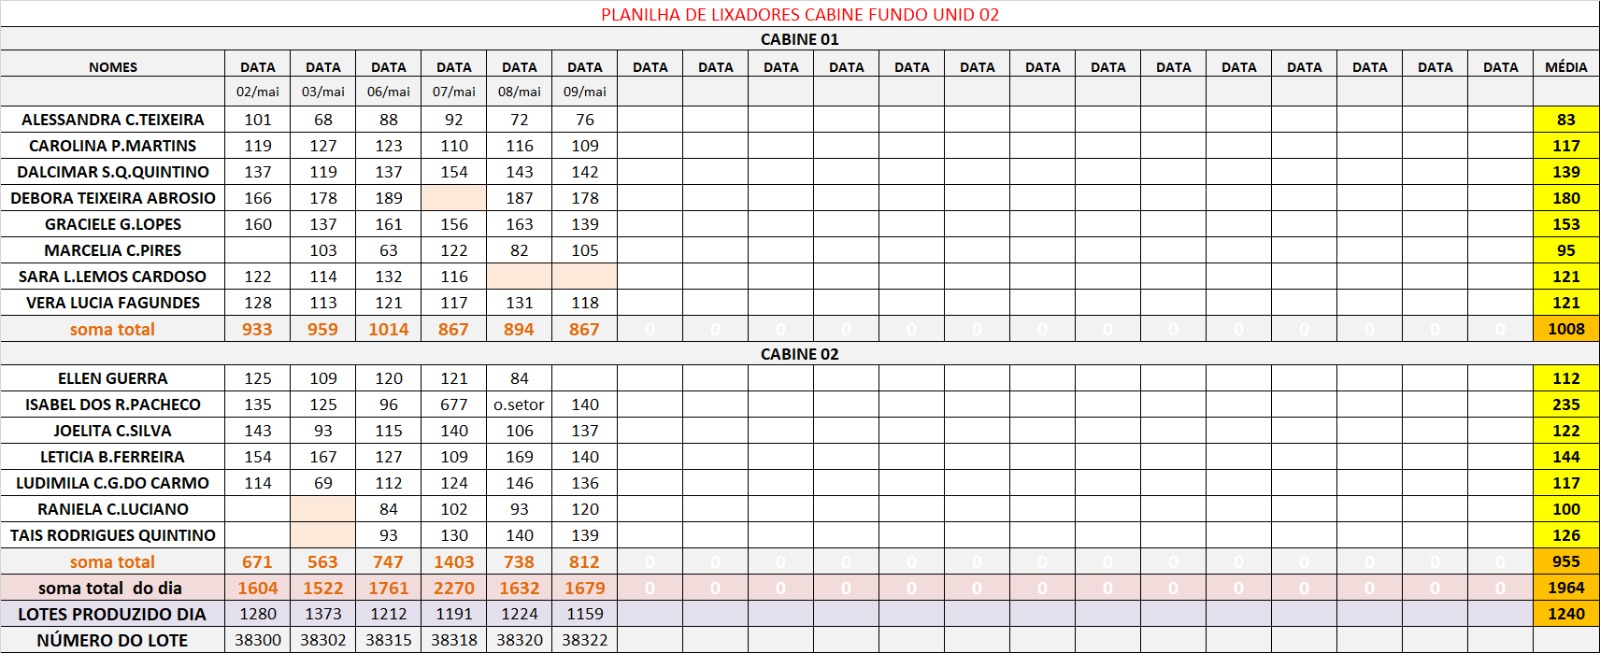 PLANILHA DE LIXADORES CABINE FUNDO UNID 02
CABINE 01
NOMES DATA DATA DATA DATA DATA DATA DATA DATA DATA DATA DATA DATA DATA DATA DATA DATA DATA DATA DATA DATA MÉDIA
02/mai 03/mai 06/mai 07/mai 08/mai 09/mai
ALESSANDRA C.TEIXEIRA 101 68 88 92 72 76 83
CAROLINA P.MARTINS 119 127 123 110 116 109 117
DALCIMAR S.Q.QUINTINO 137 119 137 154 143 142 139
DEBORA TEIXEIRA ABROSIO 166 178 189 187 178 180
GRACIELE G.LOPES 160 137 161 156 163 139 153
MARCELIA C.PIRES 103 63 122 82 105 95
SARA L.LEMOS CARDOSO 122 114 132 116 121
VERA LUCIA FAGUNDES 128 113 121 117 131 118 121
soma total 933 959 1014 867 894 867 0 0 0 0 0 0 0 0 0 0 0 0 0 0 1008
CABINE 02
ELLEN GUERRA 125 109 120 121 84 112
ISABEL DOS R.PACHECO 135 125 96 677 o.setor 140 235
JOELITA C.SILVA 143 93 115 140 106 137 122
LETICIA B.FERREIRA 154 167 127 109 169 140 144
LUDIMILA C.G.DO CARMO 114 69 112 124 146 136 117
RANIELA C.LUCIANO 84 102 93 120 100
TAIS RODRIGUES QUINTINO 93 130 140 139 126
soma total 671 563 747 1403 738 812 0 0 0 0 0 0 0 0 0 0 0 0 0 0 955
soma total do dia 1604 1522 1761 2270 1632 1679 0 0 0 0 0 0 0 0 0 0 0 0 0 0 1964
LOTES PRODUZIDO DIA 1280 1373 1212 1191 1224 1159 1240
NÚMERO DO LOTE 38300 38302 38315 38318 38320 38322